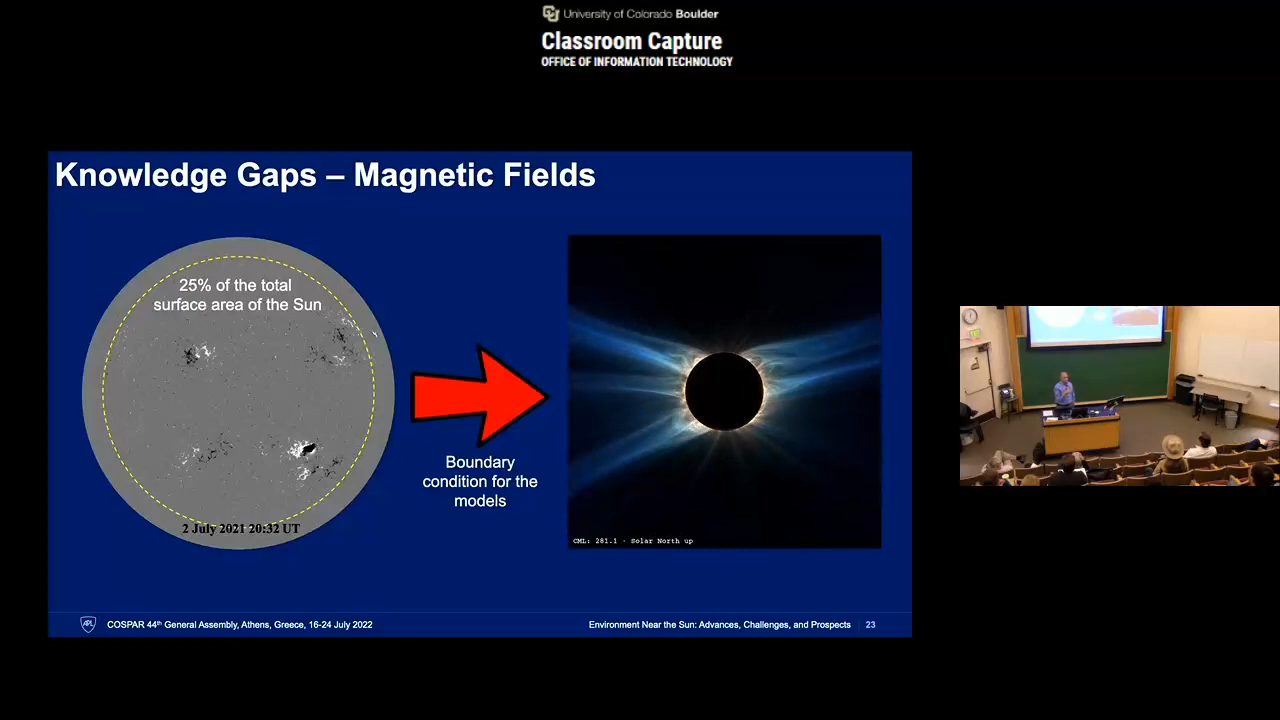 University of Colorado Boulder
Classroom Capture
OFFICE OF INFORMATION TECHNOLOGY
Knowledge Gaps – Magnetic Fields
25% of the total
surface area of the Sun
2 July 2021 20:32 UT
Boundary
condition for the
models
CML: 281.1 · Solar North up
APL
COSPAR 44th General Assembly, Athens, Greece, 16-24 July 2022
Environment Near the Sun: Advances, Challenges, and Prospects
23